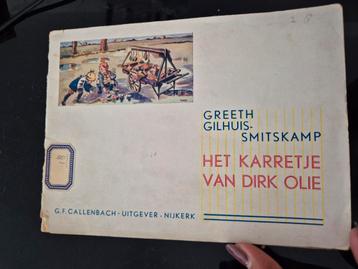 GREETH
GILHUIS-
SMITSKAMP
HET KARRETJE
VAN DIRK OLIE
G.F. CALLENBACH · UITGEVER · NIJKERK